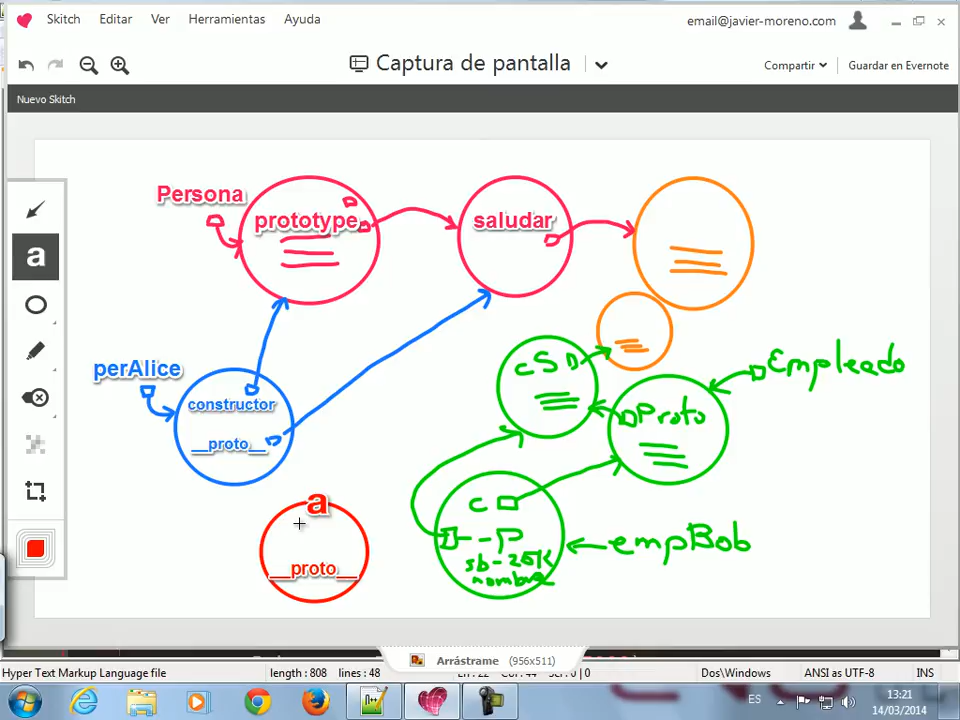 Skitch Editar Ver Herramientas Ayuda email@javier-moreno.com
Captura de pantalla Compartir Guardar en Evernote
Nuevo Skitch
Persona
prototype
saludar
perAlice
constructor
__proto__
cSD
Proto
Empleado
a
a
__proto__
c
--P
sb-25K
nombre
empBob
Arrástrame (956x511)
Hyper Text Markup Language file length : 808 lines : 48 Dos\Windows ANSI as UTF-8 INS
ES 13:21
14/03/2014